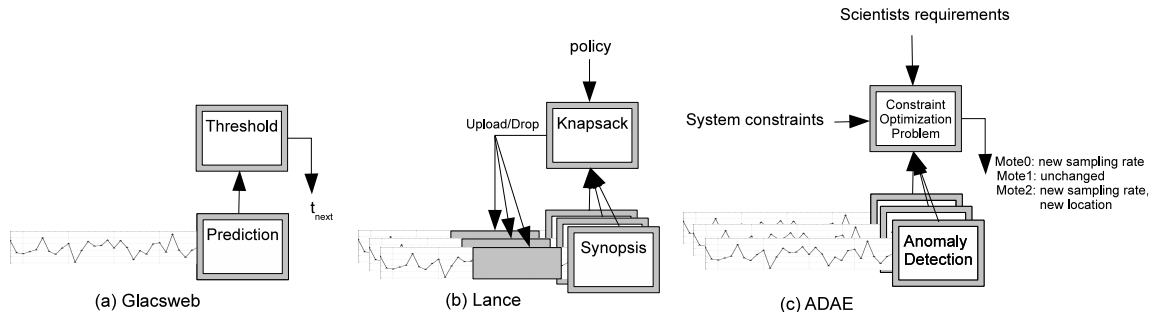 Threshold
t_next
Prediction
(a) Glacsweb
policy
Upload/Drop
Knapsack
Synopsis
(b) Lance
Scientists requirements
System constraints
Constraint
Optimization
Problem
Mote0: new sampling rate
Mote1: unchanged
Mote2: new sampling rate,
new location
Anomaly
Detection
(c) ADAE